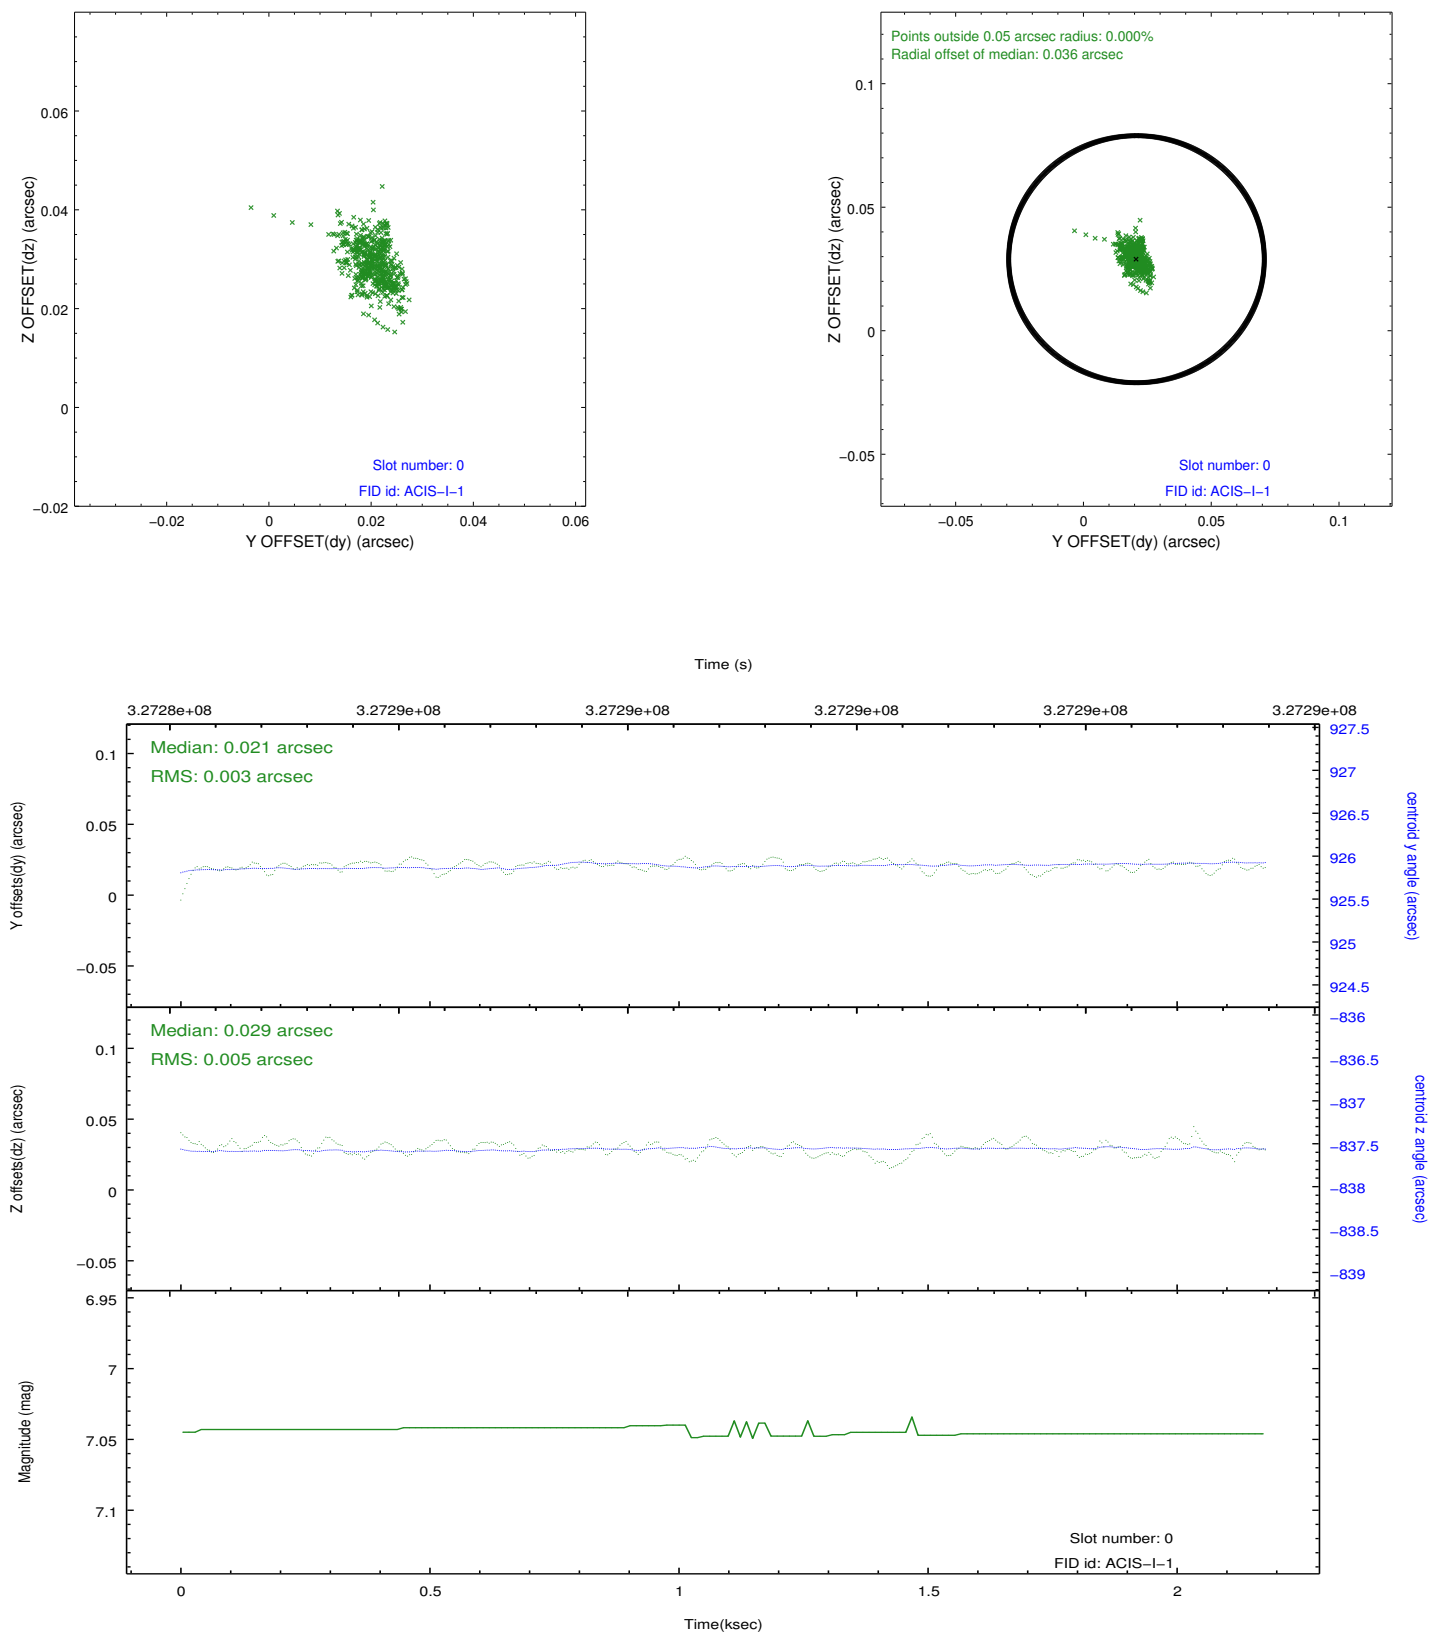 0.06
0.04
0.02
0
−0.02
Z OFFSET(dz) (arcsec)
Slot number: 0
FID id: ACIS−I−1
−0.02
0
0.02
0.04
0.06
Y OFFSET(dy) (arcsec)
Points outside 0.05 arcsec radius: 0.000%
Radial offset of median: 0.036 arcsec
0.1
0.05
0
−0.05
Z OFFSET(dz) (arcsec)
Slot number: 0
FID id: ACIS−I−1
−0.05
0
0.05
0.1
Y OFFSET(dy) (arcsec)
Time (s)
3.2728e+08
3.2729e+08
3.2729e+08
3.2729e+08
3.2729e+08
3.2729e+08
Median: 0.021 arcsec
RMS: 0.003 arcsec
0.1
0.05
0
−0.05
Y offsets(dy) (arcsec)
927.5
927
926.5
926
925.5
925
924.5
centroid y angle (arcsec)
Median: 0.029 arcsec
RMS: 0.005 arcsec
0.1
0.05
0
−0.05
Z offsets(dz) (arcsec)
−836
−836.5
−837
−837.5
−838
−838.5
−839
centroid z angle (arcsec)
6.95
7
7.05
7.1
Magnitude (mag)
Slot number: 0
FID id: ACIS−I−1
0
0.5
1
1.5
2
Time(ksec)